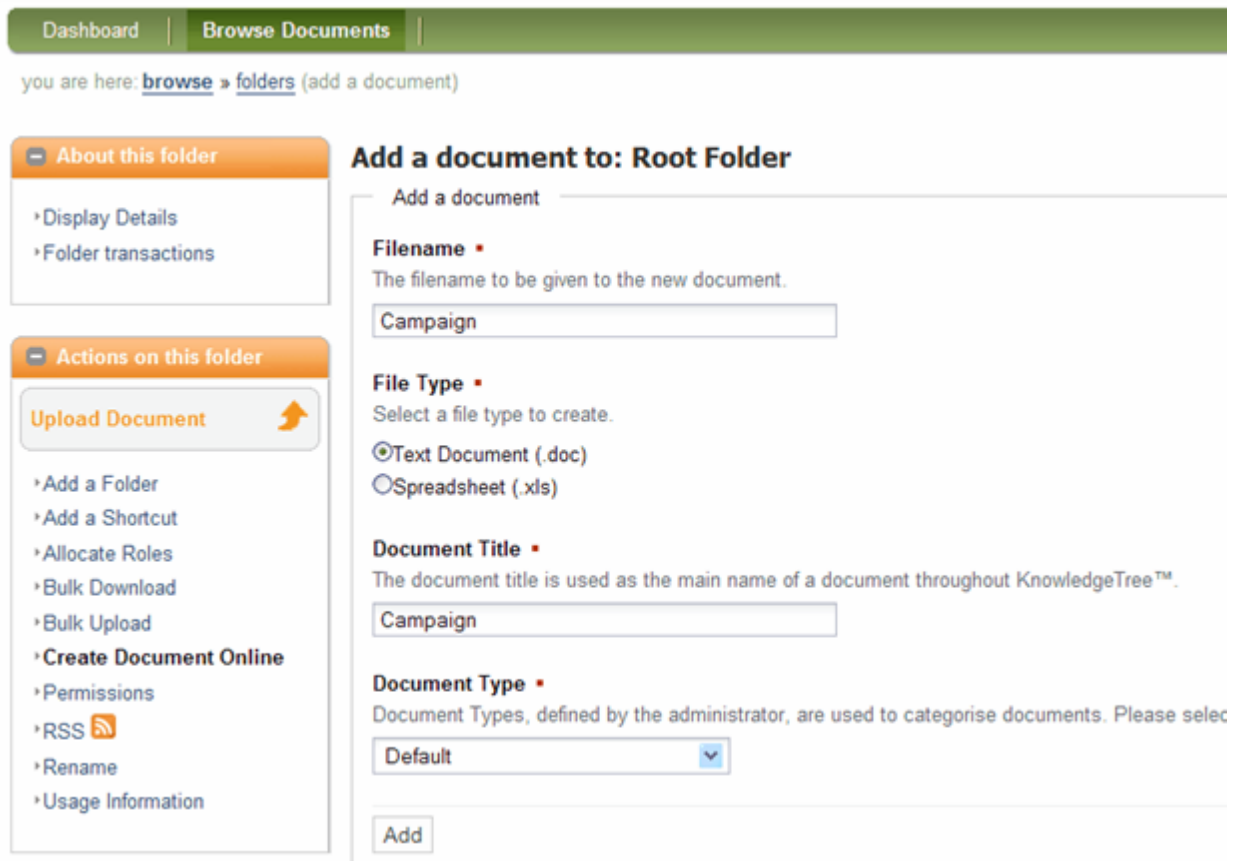 Dashboard
Browse Documents
you are here: browse » folders (add a document)
About this folder
Display Details
Folder transactions
Actions on this folder
Upload Document
Add a Folder
Add a Shortcut
Allocate Roles
Bulk Download
Bulk Upload
Create Document Online
Permissions
RSS
Rename
Usage Information
Add a document to: Root Folder
Add a document
Filename
The filename to be given to the new document.
Campaign
File Type
Select a file type to create.
Text Document (.doc)
Spreadsheet (.xls)
Document Title
The document title is used as the main name of a document throughout KnowledgeTree™.
Campaign
Document Type
Document Types, defined by the administrator, are used to categorise documents. Please selec
Default
Add